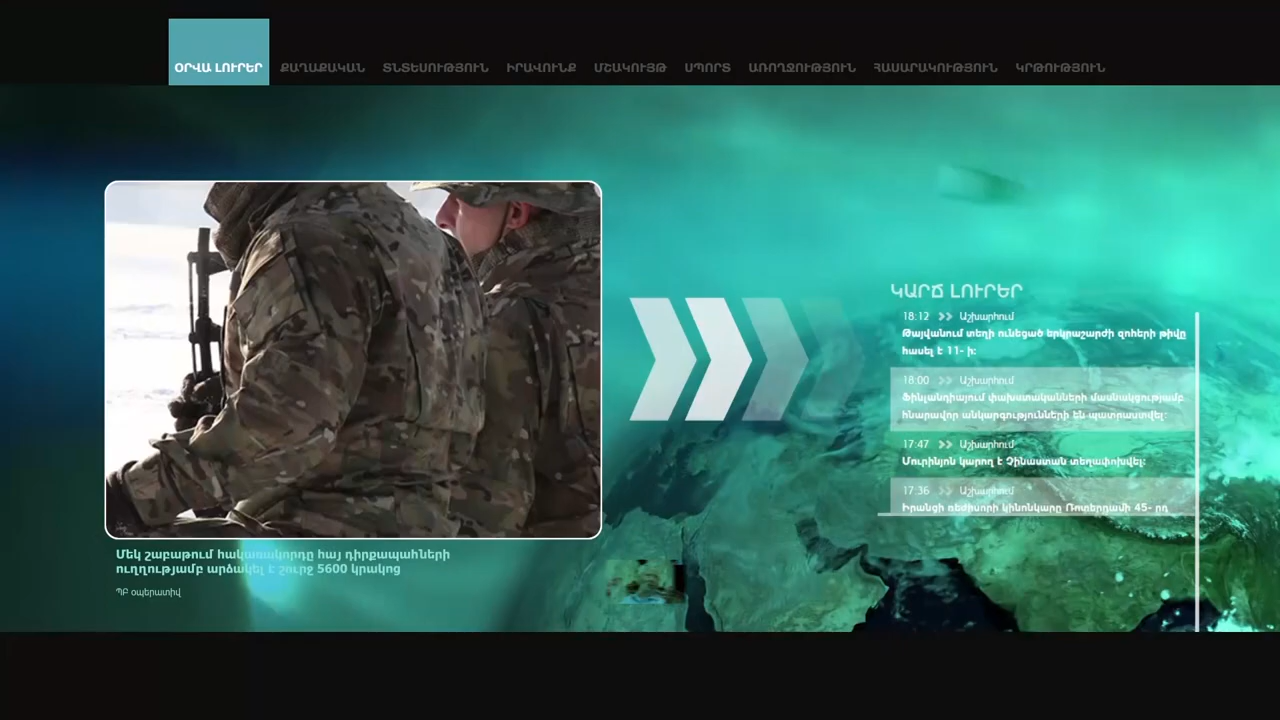 ՕՐՎԱ ԼՈՒՐԵՐ ՔԱՂԱՔԱԿԱՆ ՏՆՏԵՍՈՒԹՅՈՒՆ ԻՐԱՎՈՒՆՔ ՄՇԱԿՈՒՅԹ ՍՊՈՐՏ ԱՌՈՂՋՈՒԹՅՈՒՆ ՀԱՍԱՐԱԿՈՒԹՅՈՒՆ ԿՐԹՈՒԹՅՈՒՆ
Մեկ շաբաթում հակառակորդը հայ դիրքապահների
ուղղությամբ արձակել է շուրջ 5600 կրակոց
ՊԲ օպերատիվ
ԿԱՐՃ ԼՈՒՐԵՐ
18:12 Աշխարհում
Թայվանում տեղի ունեցած երկրաշարժի զոհերի թիվը
հասել է 11- ի:
18:00 Աշխարհում
Ֆինլանդիայում փախստականների մասնակցությամբ
հնարավոր անկարգությունների են պատրաստվել:
17:47 Աշխարհում
Մուրինյոն կարող է Չինաստան տեղափոխվել:
17:36 Աշխարհում
Իրանցի ռեժիսորի կինոնկարը Ռոտերդամի 45- րդ